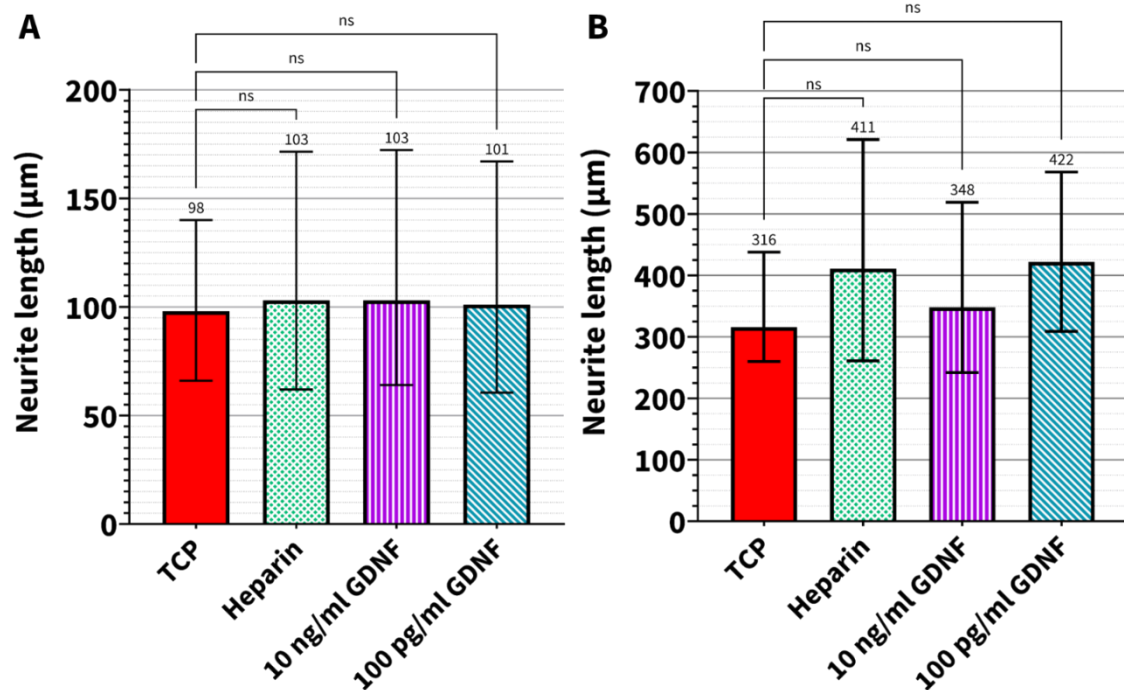 A
ns
ns
ns
200
150
100
50
0
Neurite length (µm)
98
103
103
101
TCP
Heparin
10 ng/ml GDNF
100 pg/ml GDNF
B
ns
ns
ns
700
600
500
400
300
200
100
0
Neurite length (µm)
316
411
348
422
TCP
Heparin
10 ng/ml GDNF
100 pg/ml GDNF